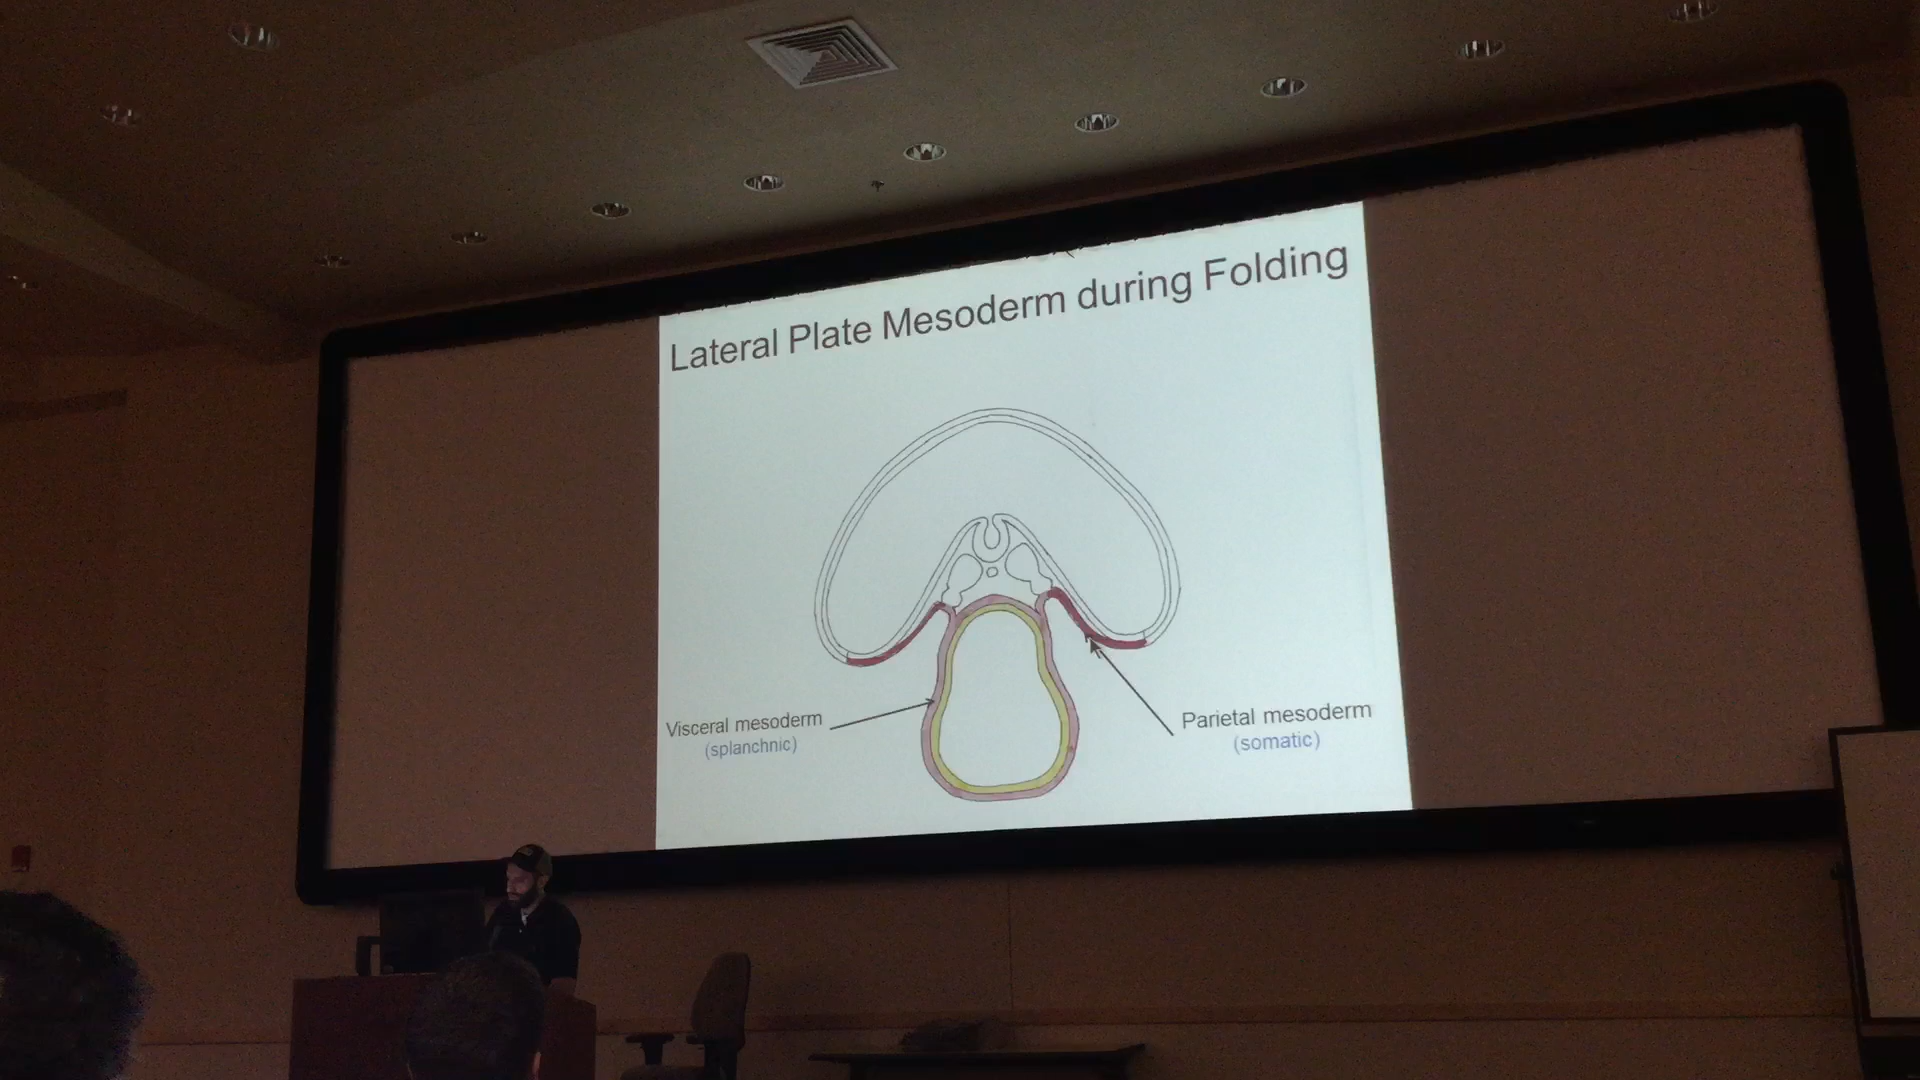 Lateral Plate Mesoderm during Folding
Visceral mesoderm
(splanchnic)
Parietal mesoderm
(somatic)